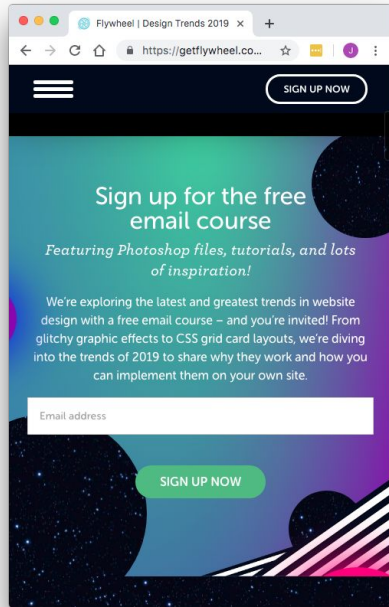 Flywheel | Design Trends 2019
https://getflywheel.co...
J
SIGN UP NOW
Sign up for the free
email course
Featuring Photoshop files, tutorials, and lots
of inspiration!
We're exploring the latest and greatest trends in website
design with a free email course – and you're invited! From
glitchy graphic effects to CSS grid card layouts, we're diving
into the trends of 2019 to share why they work and how you
can implement them on your own site.
Email address
SIGN UP NOW